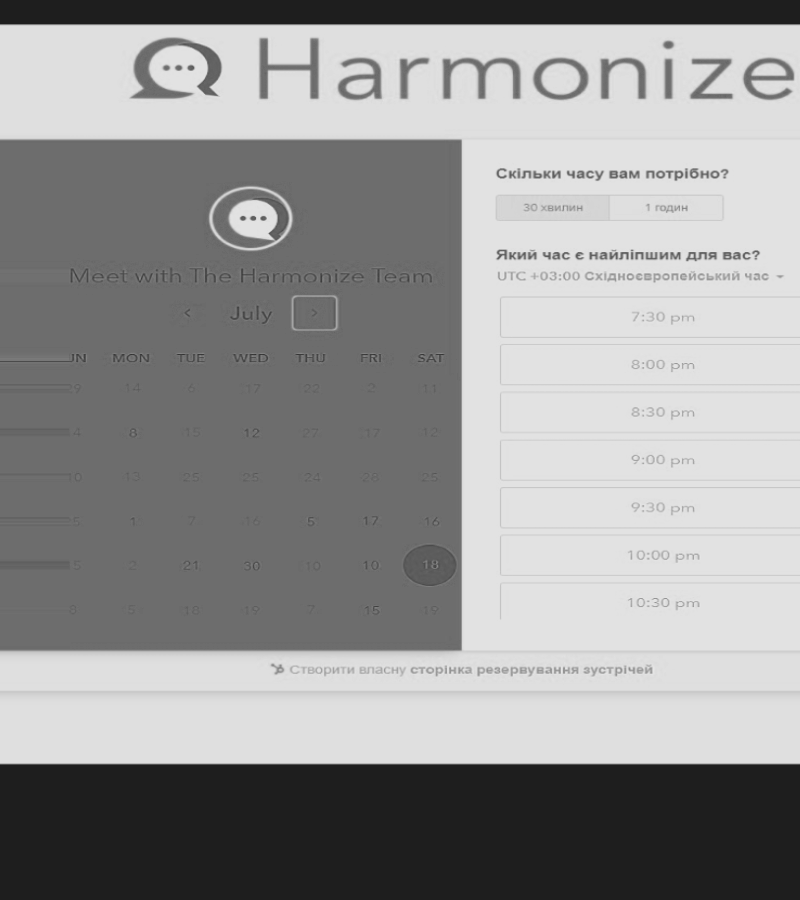 Harmonize
Meet with The Harmonize Team
July
UN MON TUE WED THU FRI SAT
29 14 6 17 22 2 11
4 8 15 12 27 17 12
10 13 25 25 24 26 25
5 1 7 16 5 17 16
5 2 21 30 10 10 18
8 5 18 19 7 15 19
Скільки часу вам потрібно?
30 хвилин 1 годин
Який час є найліпшим для вас?
UTC +03:00 Східноєвропейський час
7:30 pm
8:00 pm
8:30 pm
9:00 pm
9:30 pm
10:00 pm
10:30 pm
Створити власну сторінка резервування зустрічей